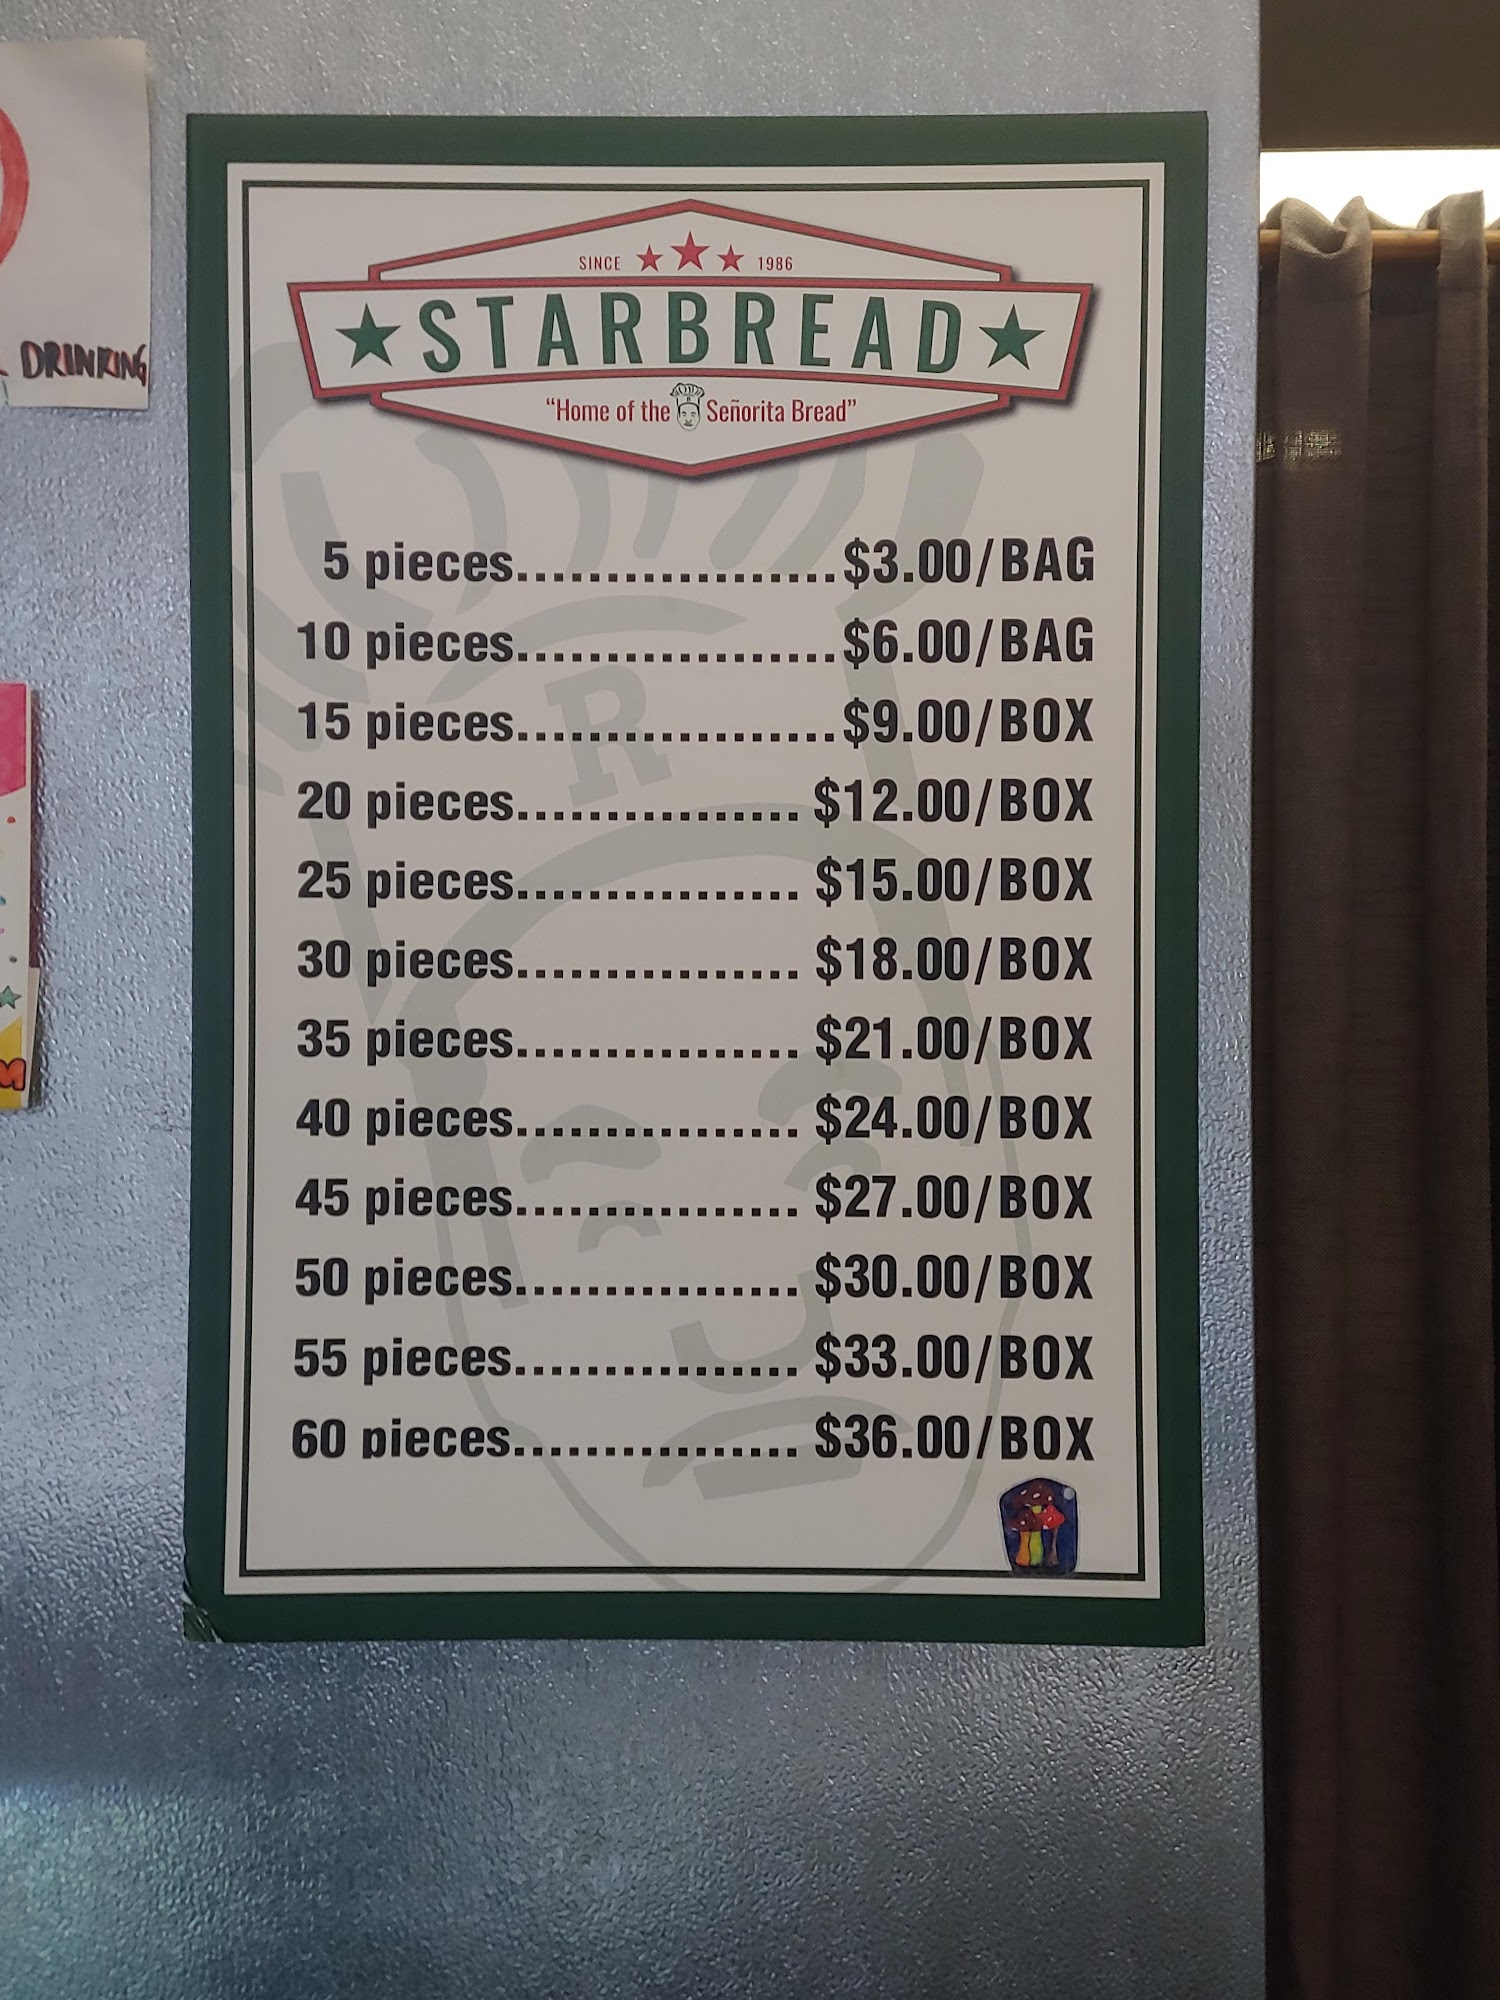 DRINKING
SINCE 1986
STARBREAD
“Home of the Señorita Bread”
5 pieces..................$3.00/BAG
10 pieces..................$6.00/BAG
R
15 pieces..................$9.00/BOX
20 pieces................ $12.00/BOX
25 pieces................ $15.00/BOX
30 pieces................ $18.00/BOX
35 pieces................ $21.00/BOX
40 pieces................ $24.00/BOX
45 pieces................ $27.00/BOX
50 pieces................ $30.00/BOX
55 pieces................ $33.00/BOX
60 pieces................ $36.00/BOX